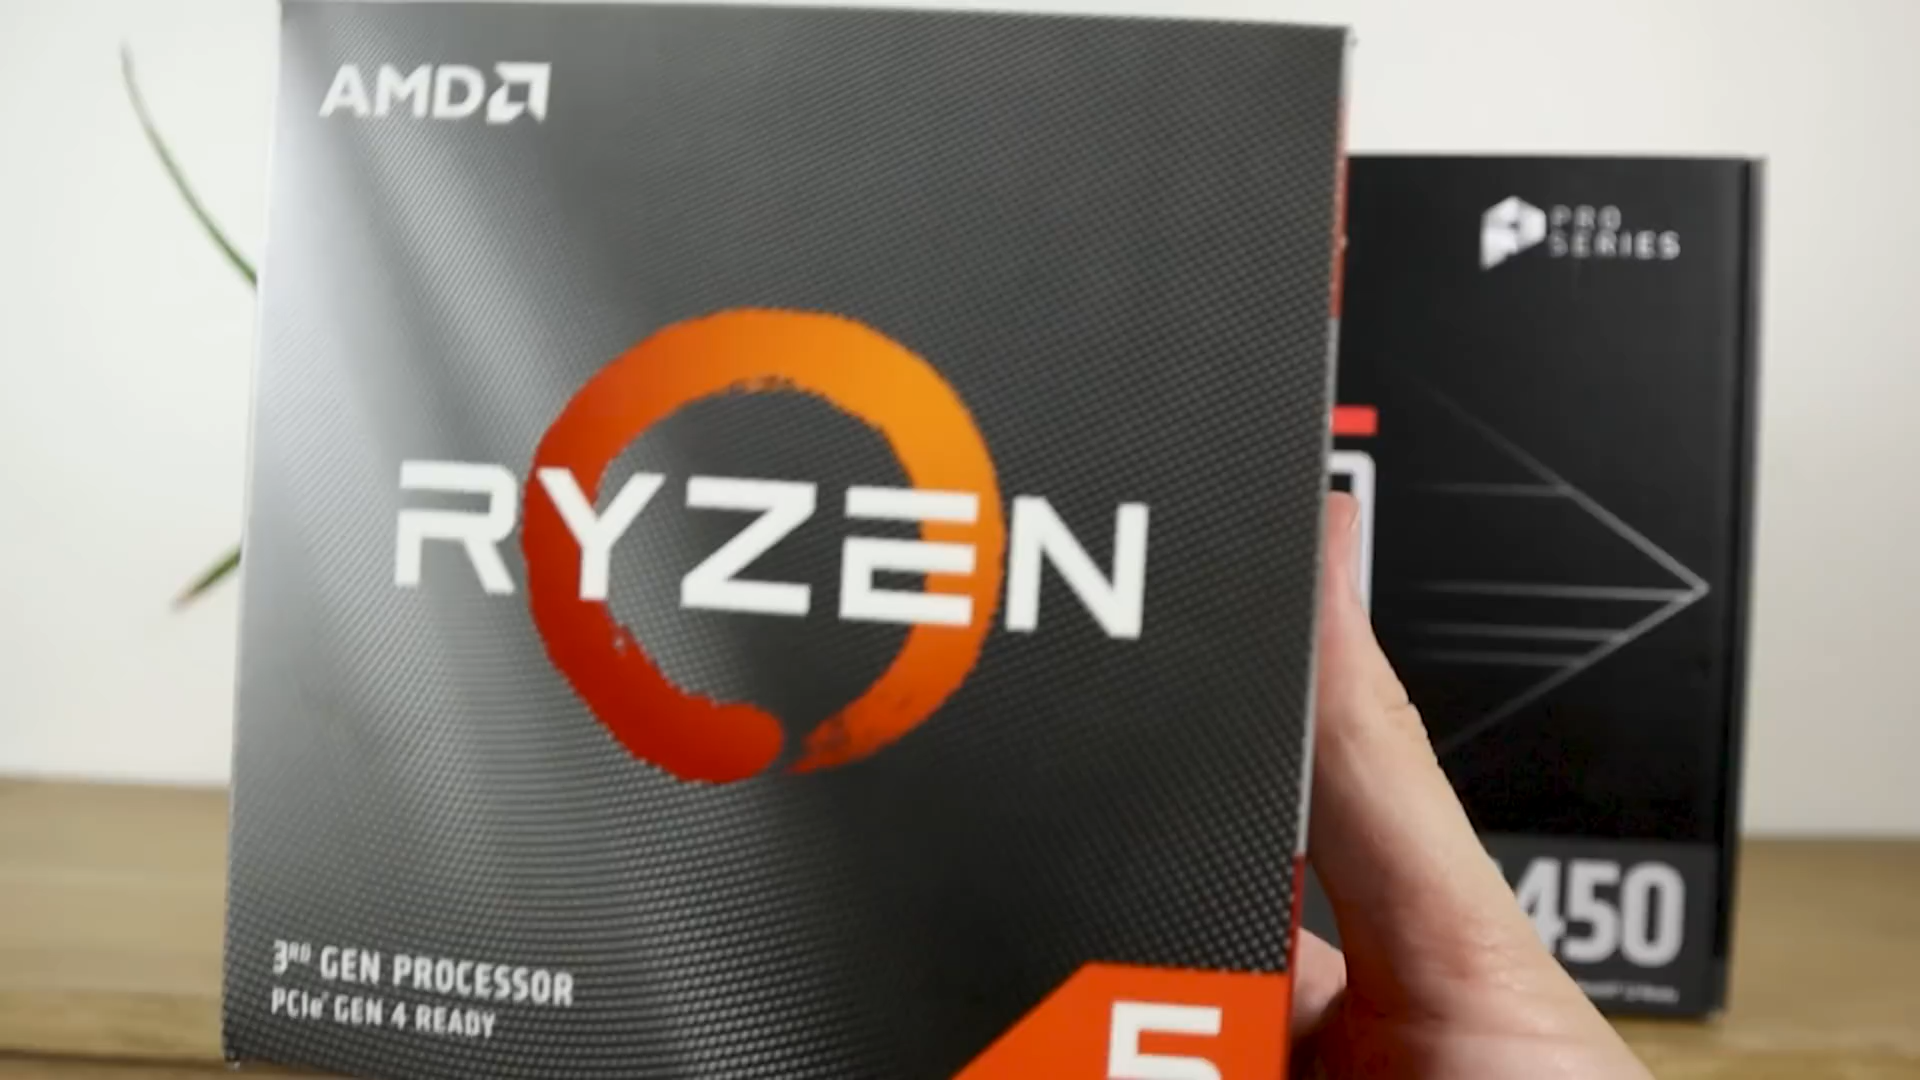 AMD
RYZEN
3RD GEN PROCESSOR
PCIe® GEN 4 READY
5
PRO
SERIES
450